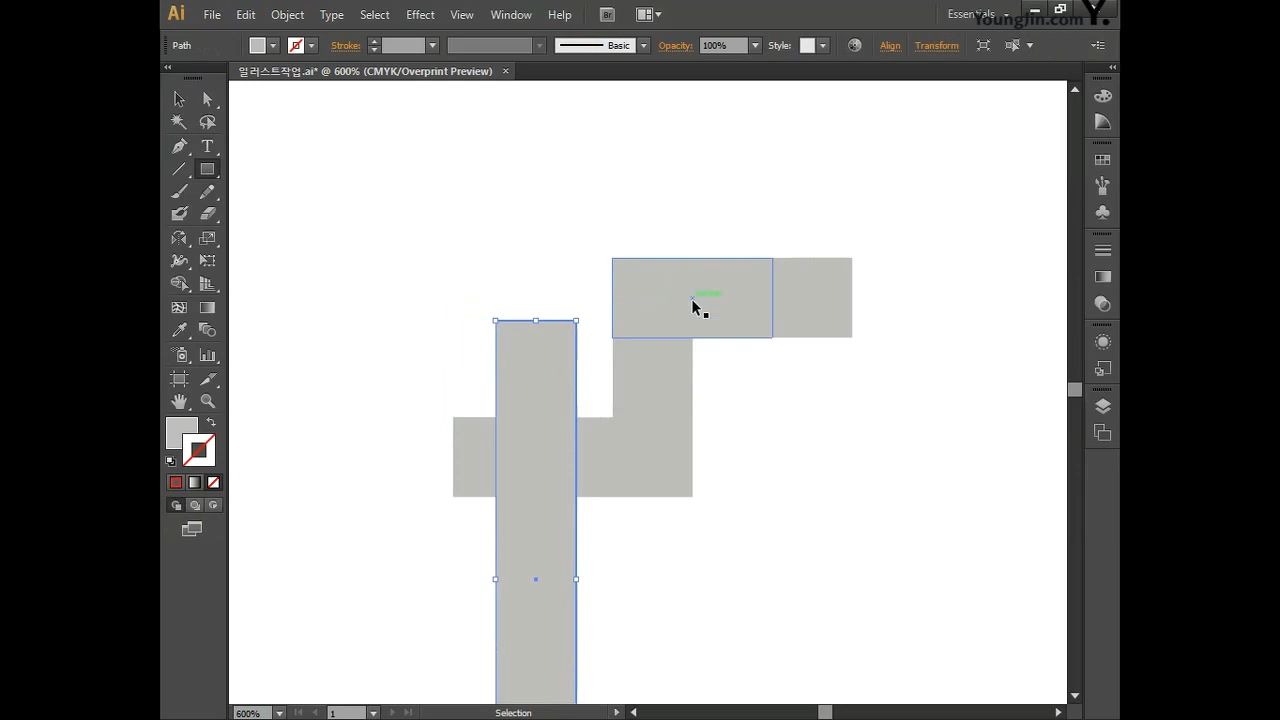 Ai File Edit Object Type Select Effect View Window Help Br Essentials
YoungJin.com Y.
Path Stroke: Basic Opacity: 100% Style: Align Transform
일러스트작업.ai* @ 600% (CMYK/Overprint Preview) ×
T
600% 1 Selection